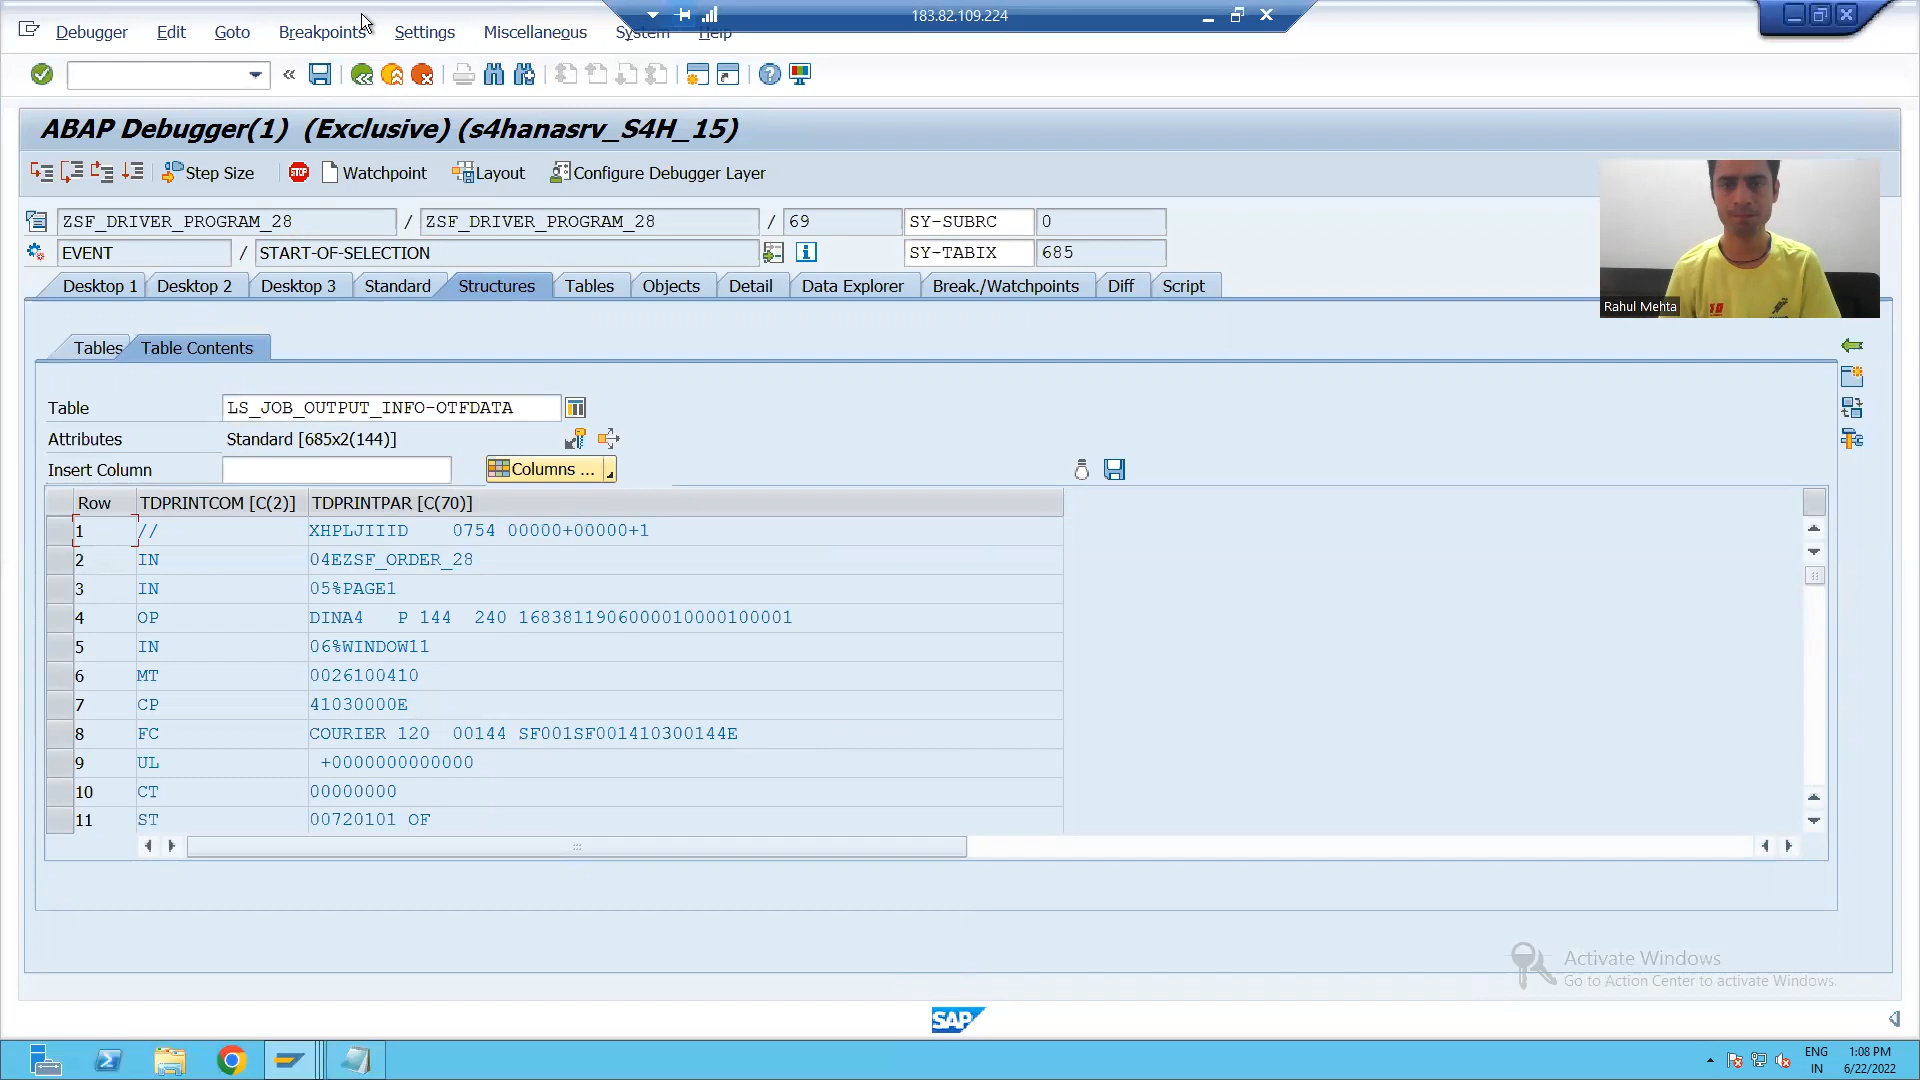 183.82.109.224
Debugger Edit Goto Breakpoints Settings Miscellaneous System Help
ABAP Debugger(1) (Exclusive) (s4hanasrv_S4H_15)
Step Size STOP Watchpoint Layout Configure Debugger Layer
ZSF_DRIVER_PROGRAM_28 / ZSF_DRIVER_PROGRAM_28 / 69 SY-SUBRC 0
EVENT / START-OF-SELECTION SY-TABIX 685
Desktop 1 Desktop 2 Desktop 3 Standard Structures Tables Objects Detail Data Explorer Break./Watchpoints Diff Script
Rahul Mehta
Tables Table Contents
Table LS_JOB_OUTPUT_INFO-OTFDATA
Attributes Standard [685x2(144)]
Insert Column Columns ...
Row TDPRINTCOM [C(2)] TDPRINTPAR [C(70)]
1 // XHPLJIIID 0754 00000+00000+1
2 IN 04EZSF_ORDER_28
3 IN 05%PAGE1
4 OP DINA4 P 144 240 1683811906000010000100001
5 IN 06%WINDOW11
6 MT 0026100410
7 CP 41030000E
8 FC COURIER 120 00144 SF001SF001410300144E
9 UL +0000000000000
10 CT 00000000
11 ST 00720101 OF
Activate Windows
Go to Action Center to activate Windows.
SAP
ENG 1:08 PM
IN 6/22/2022